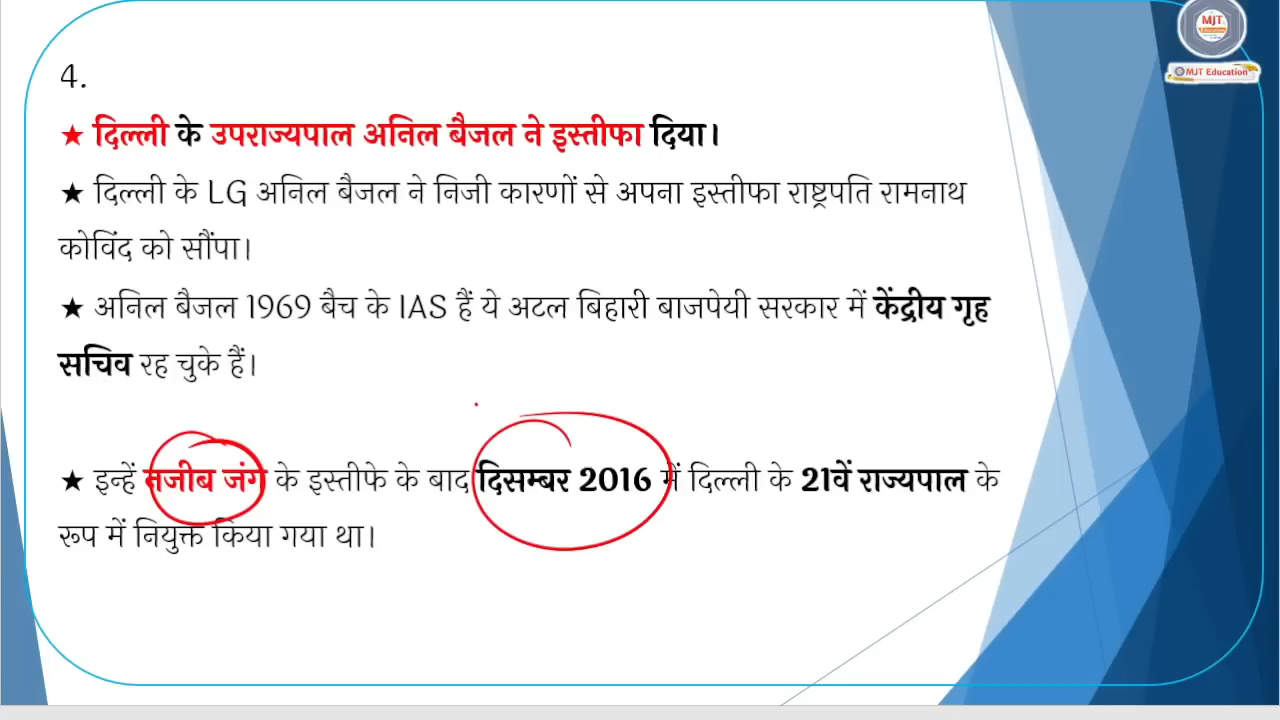 MJT
Education
MJT Education
4.
★ दिल्ली के उपराज्यपाल अनिल बैजल ने इस्तीफा दिया।
★ दिल्ली के LG अनिल बैजल ने निजी कारणों से अपना इस्तीफा राष्ट्रपति रामनाथ
कोविंद को सौंपा।
★ अनिल बैजल 1969 बैच के IAS हैं ये अटल बिहारी बाजपेयी सरकार में केंद्रीय गृह
सचिव रह चुके हैं।
★ इन्हें नजीब जंग के इस्तीफे के बाद दिसम्बर 2016 में दिल्ली के 21वें राज्यपाल के
रूप में नियुक्त किया गया था।